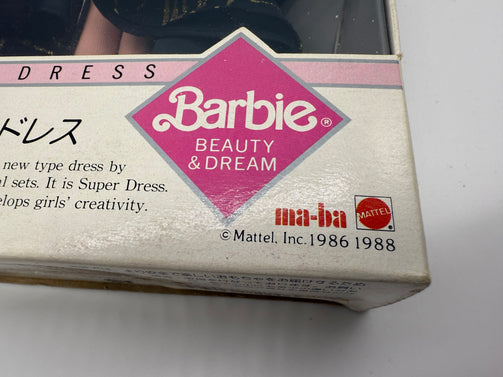 DRESS
ドレス
new type dress by
al sets. It is Super Dress.
elops girls' creativity.
Barbie®
BEAUTY
& DREAM
ma-ba
MATTEL
©Mattel, Inc. 1986 1988